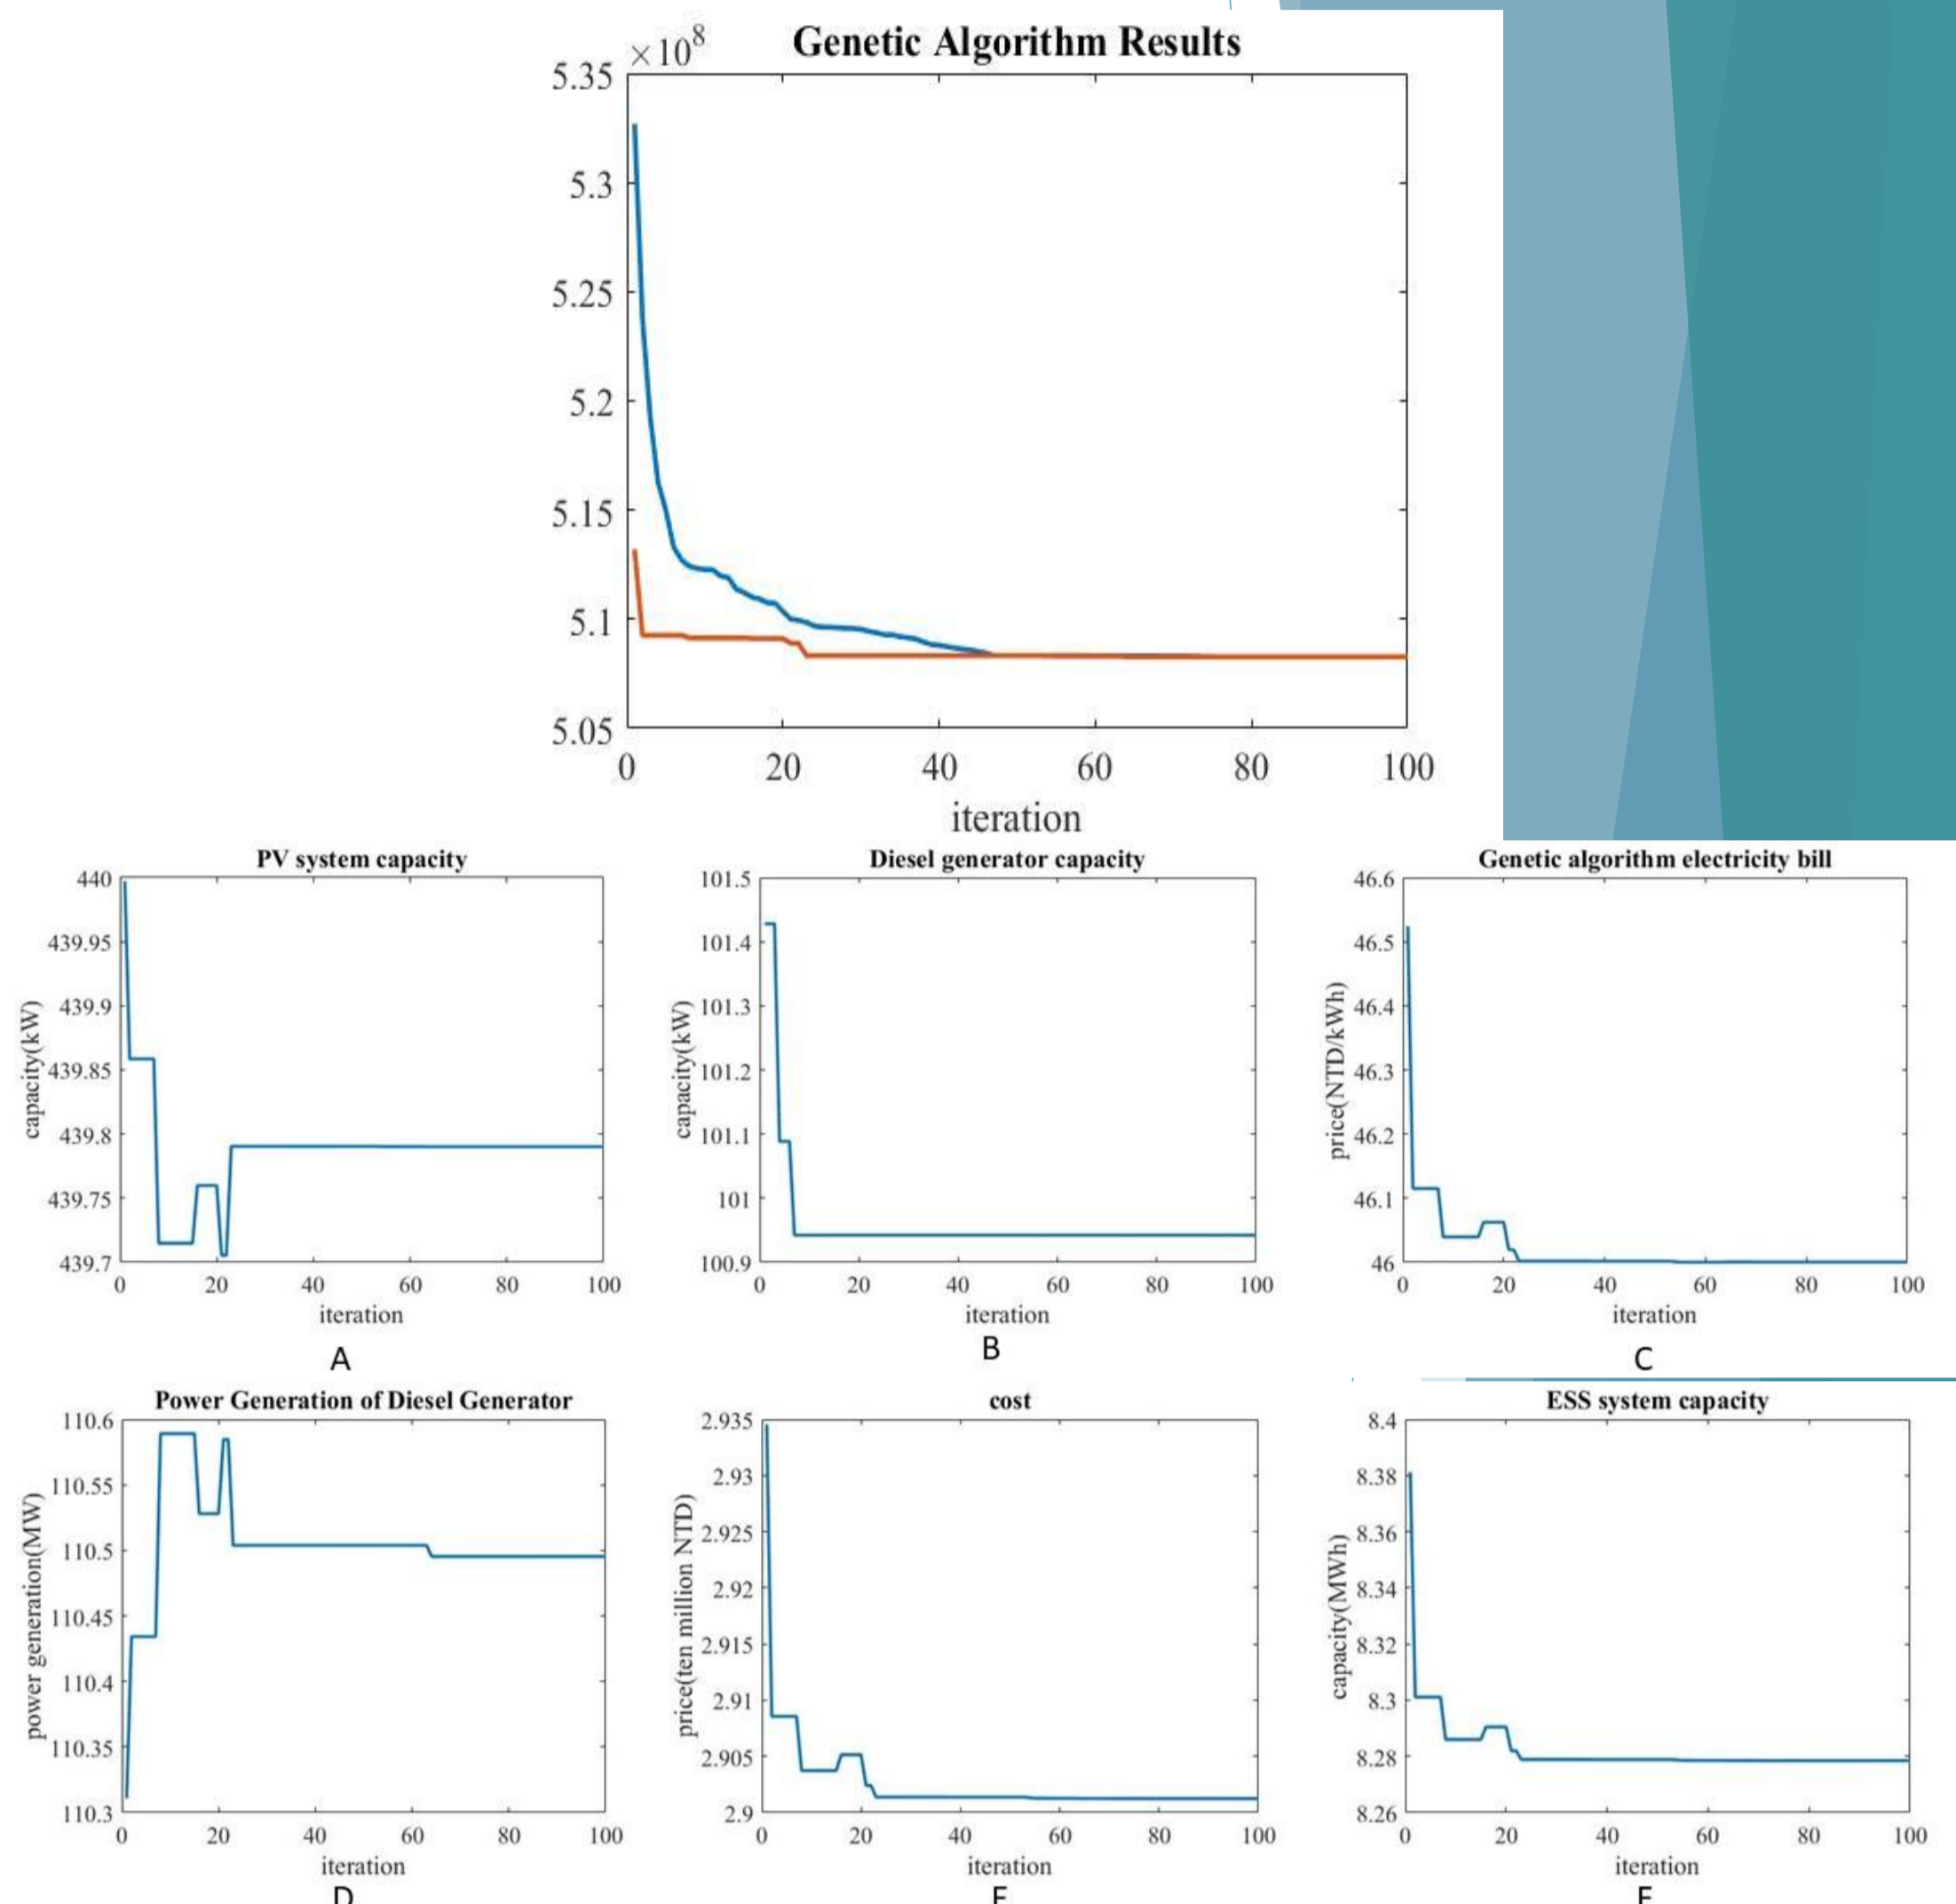 Genetic Algorithm Results
×10⁸
5.35
5.3
5.25
5.2
5.15
5.1
5.05
0 20 40 60 80 100
iteration
PV system capacity
capacity(kW)
440
439.95
439.9
439.85
439.8
439.75
439.7
0 20 40 60 80 100
iteration
A
Diesel generator capacity
capacity(kW)
101.5
101.4
101.3
101.2
101.1
101
100.9
0 20 40 60 80 100
iteration
B
Genetic algorithm electricity bill
price(NTD/kWh)
46.6
46.5
46.4
46.3
46.2
46.1
46
0 20 40 60 80 100
iteration
C
Power Generation of Diesel Generator
power generation(MW)
110.6
110.55
110.5
110.45
110.4
110.35
110.3
0 20 40 60 80 100
iteration
D
cost
price(ten million NTD)
2.935
2.93
2.925
2.92
2.915
2.91
2.905
2.9
0 20 40 60 80 100
iteration
ESS system capacity
capacity(MWh)
8.4
8.38
8.36
8.34
8.32
8.3
8.28
8.26
0 20 40 60 80 100
iteration